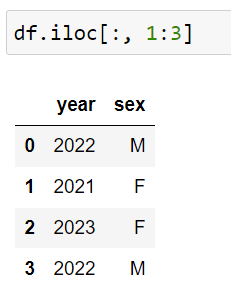 df.iloc[:, 1:3]
year sex
0 2022 M
1 2021 F
2 2023 F
3 2022 M